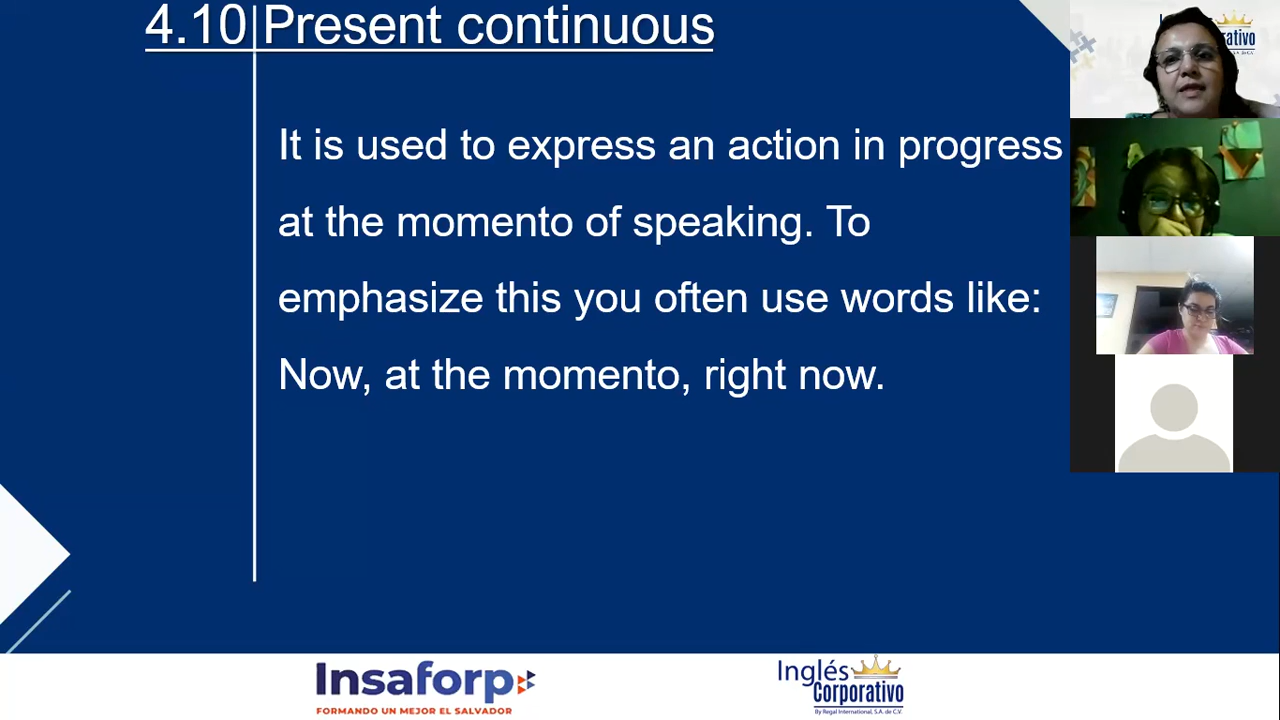 4.10 Present continuous
It is used to express an action in progress
at the momento of speaking. To
emphasize this you often use words like:
Now, at the momento, right now.
Insaforp
FORMANDO UN MEJOR EL SALVADOR
Inglés
Corporativo
By Regal International, S.A. de C.V.
rativo